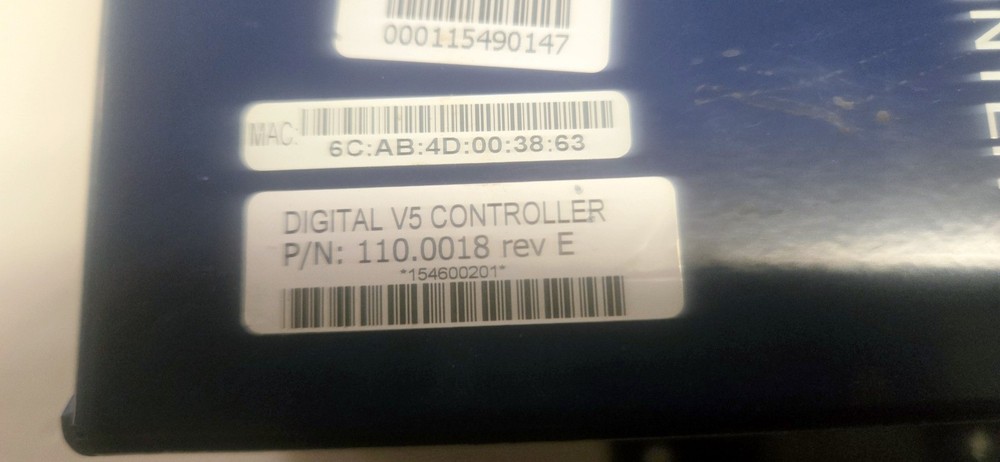 000115490147
MAC:
6C:AB:4D:00:38:63
DIGITAL V5 CONTROLLER
P/N: 110.0018 rev E
*154600201*